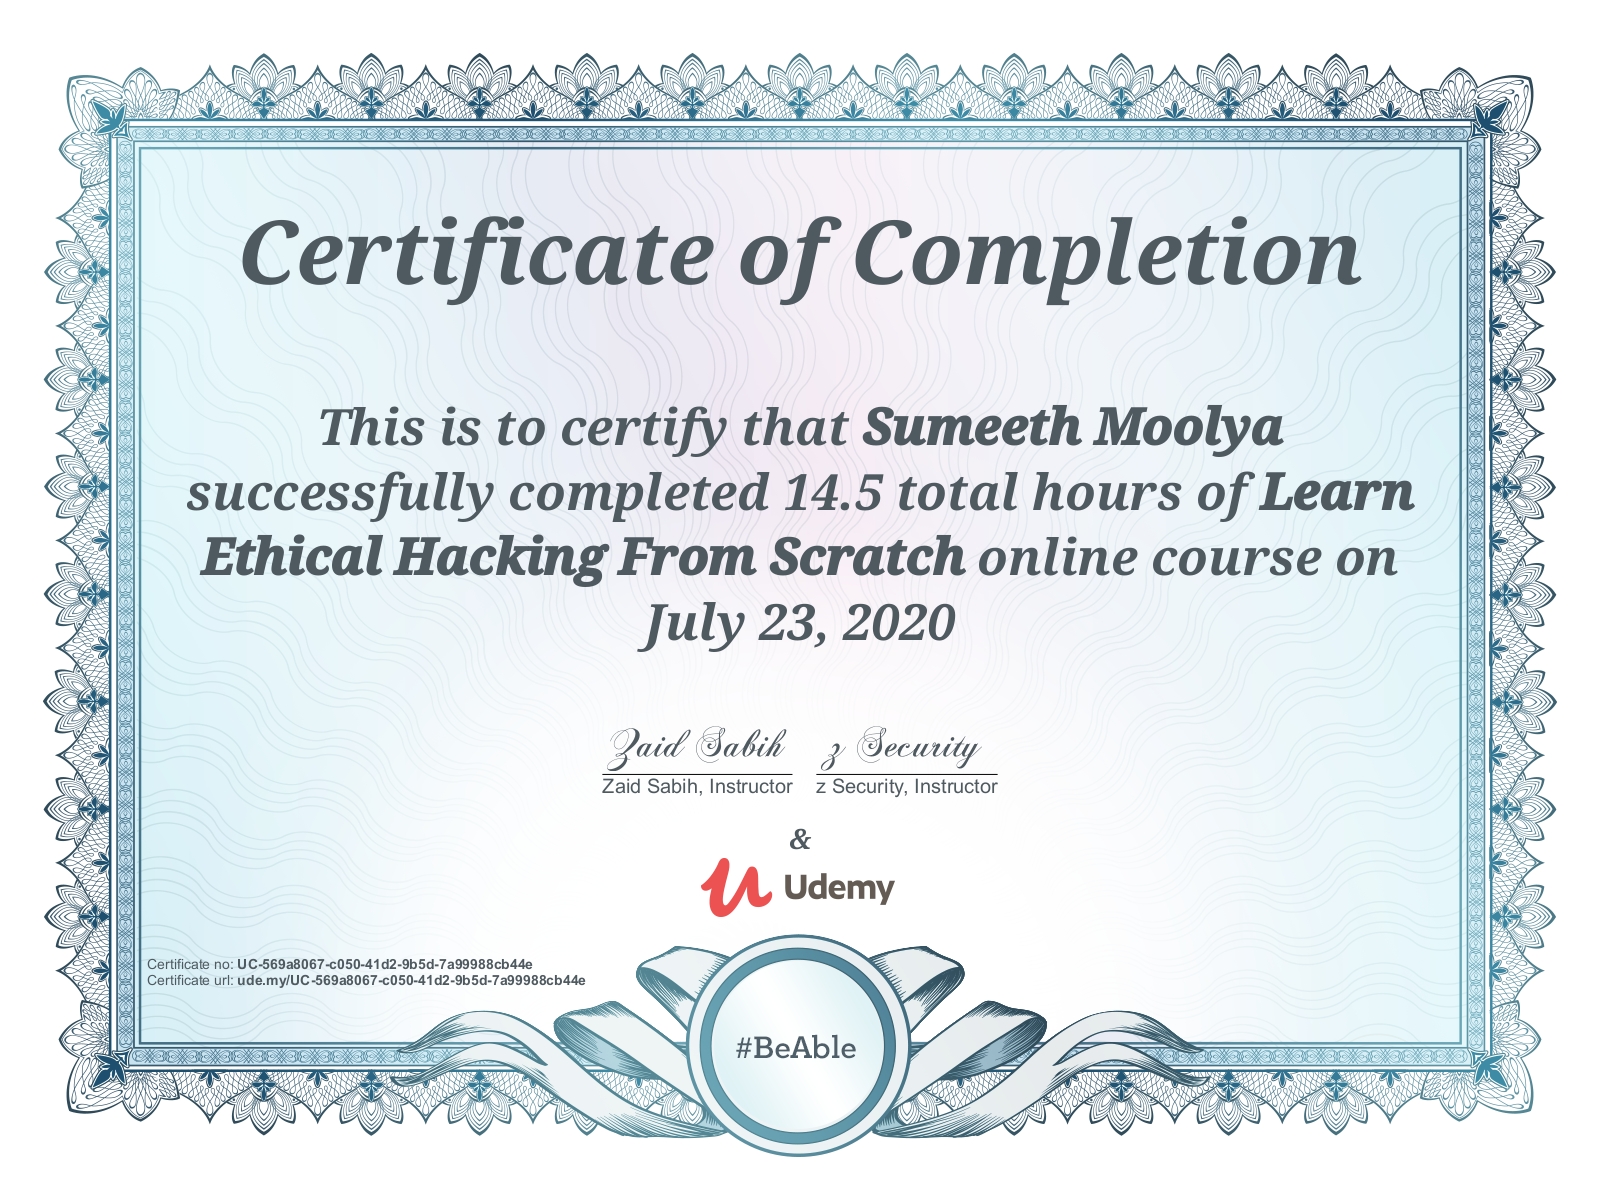 Certificate of Completion
This is to certify that Sumeeth Moolya
successfully completed 14.5 total hours of Learn
Ethical Hacking From Scratch online course on
July 23, 2020
Zaid Sabih z Security
Zaid Sabih, Instructor z Security, Instructor
&
Udemy
Certificate no: UC-569a8067-c050-41d2-9b5d-7a99988cb44e
Certificate url: ude.my/UC-569a8067-c050-41d2-9b5d-7a99988cb44e
#BeAble